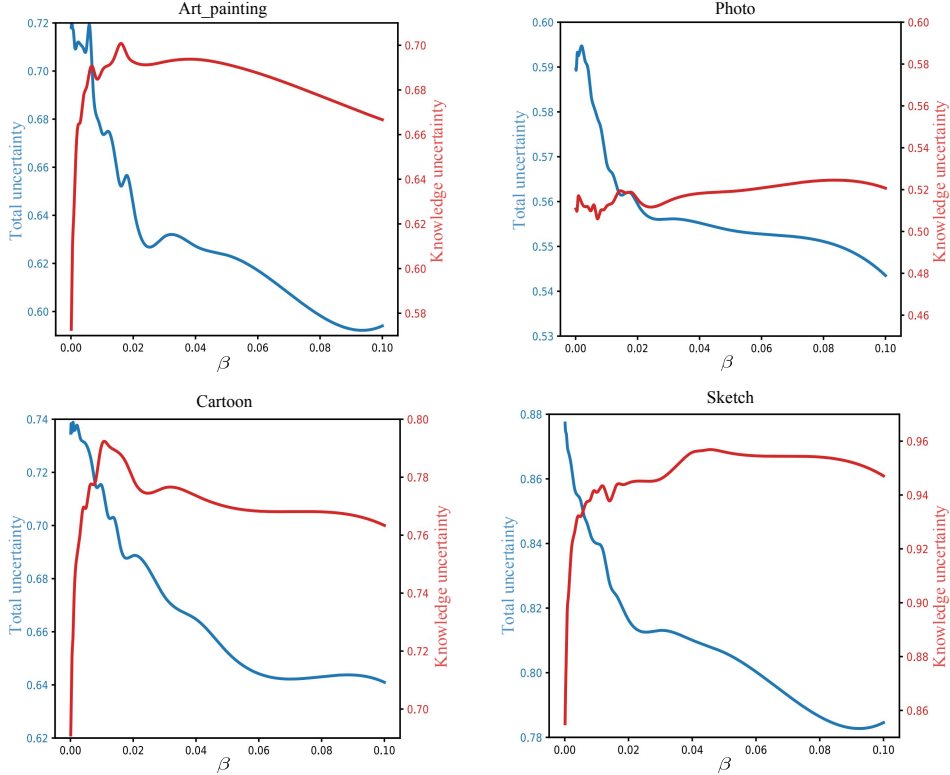 Art_painting
0.72
0.70
0.68
0.66
0.64
0.62
0.60
Total uncertainty
0.70
0.68
0.66
0.64
0.62
0.60
0.58
Knowledge uncertainty
0.00 0.02 0.04 0.06 0.08 0.10
β
Photo
0.60
0.59
0.58
0.57
0.56
0.55
0.54
0.53
Total uncertainty
0.60
0.58
0.56
0.54
0.52
0.50
0.48
0.46
Knowledge uncertainty
0.00 0.02 0.04 0.06 0.08 0.10
β
Cartoon
0.74
0.72
0.70
0.68
0.66
0.64
0.62
Total uncertainty
0.80
0.78
0.76
0.74
0.72
0.70
Knowledge uncertainty
0.00 0.02 0.04 0.06 0.08 0.10
β
Sketch
0.88
0.86
0.84
0.82
0.80
0.78
Total uncertainty
0.96
0.94
0.92
0.90
0.88
0.86
Knowledge uncertainty
0.00 0.02 0.04 0.06 0.08 0.10
β